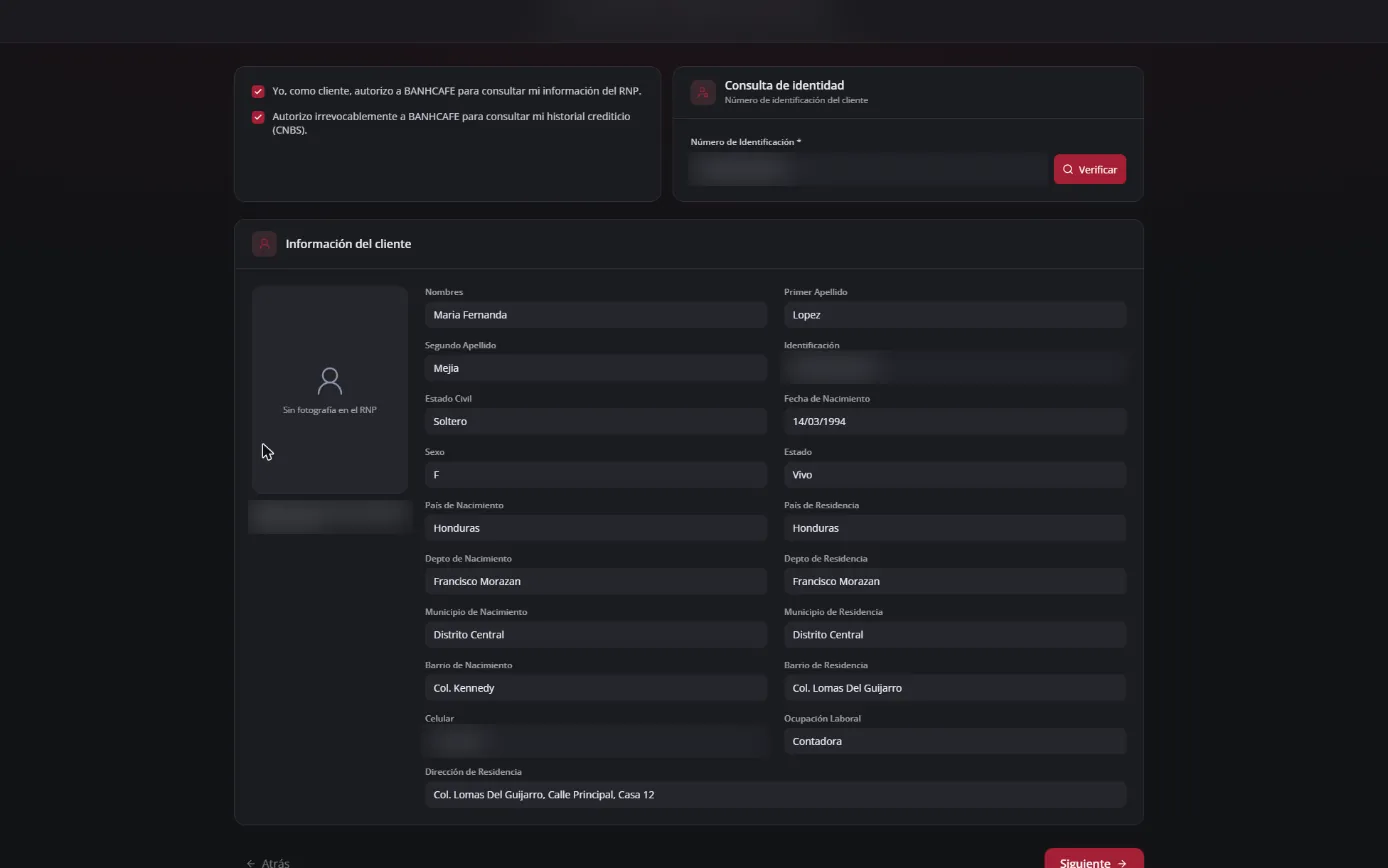 Yo, como cliente, autorizo a BANHCAFE para consultar mi información del RNP.
Autorizo irrevocablemente a BANHCAFE para consultar mi historial crediticio
(CNBS).
Consulta de identidad
Número de identificación del cliente
Número de Identificación *
Verificar
Información del cliente
Sin fotografía en el RNP
Nombres
Maria Fernanda
Primer Apellido
Lopez
Segundo Apellido
Mejia
Identificación
Estado Civil
Soltero
Fecha de Nacimiento
14/03/1994
Sexo
F
Estado
Vivo
País de Nacimiento
Honduras
País de Residencia
Honduras
Depto de Nacimiento
Francisco Morazan
Depto de Residencia
Francisco Morazan
Municipio de Nacimiento
Distrito Central
Municipio de Residencia
Distrito Central
Barrio de Nacimiento
Col. Kennedy
Barrio de Residencia
Col. Lomas Del Guijarro
Celular
Ocupación Laboral
Contadora
Dirección de Residencia
Col. Lomas Del Guijarro, Calle Principal, Casa 12
← Atrás
Siguiente →